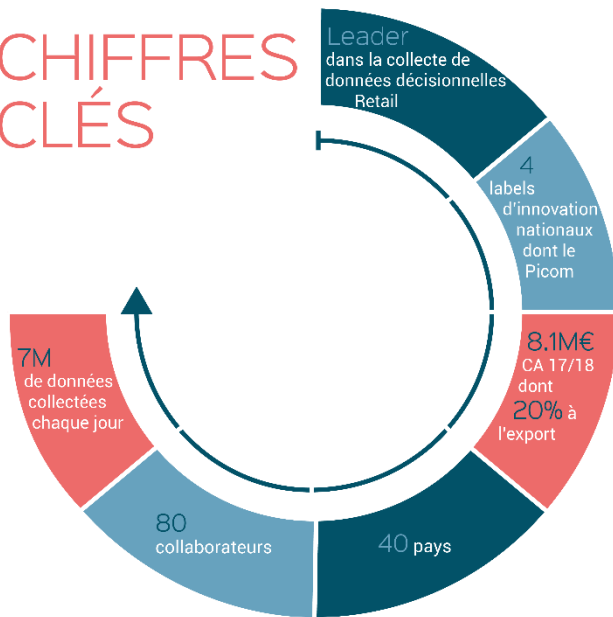 CHIFFRES
CLÉS
Leader
dans la collecte de
données décisionnelles
Retail
4
labels
d'innovation
nationaux
dont le
Picom
8.1M€
CA 17/18
dont
20% à
l'export
40 pays
80
collaborateurs
7M
de données
collectées
chaque jour